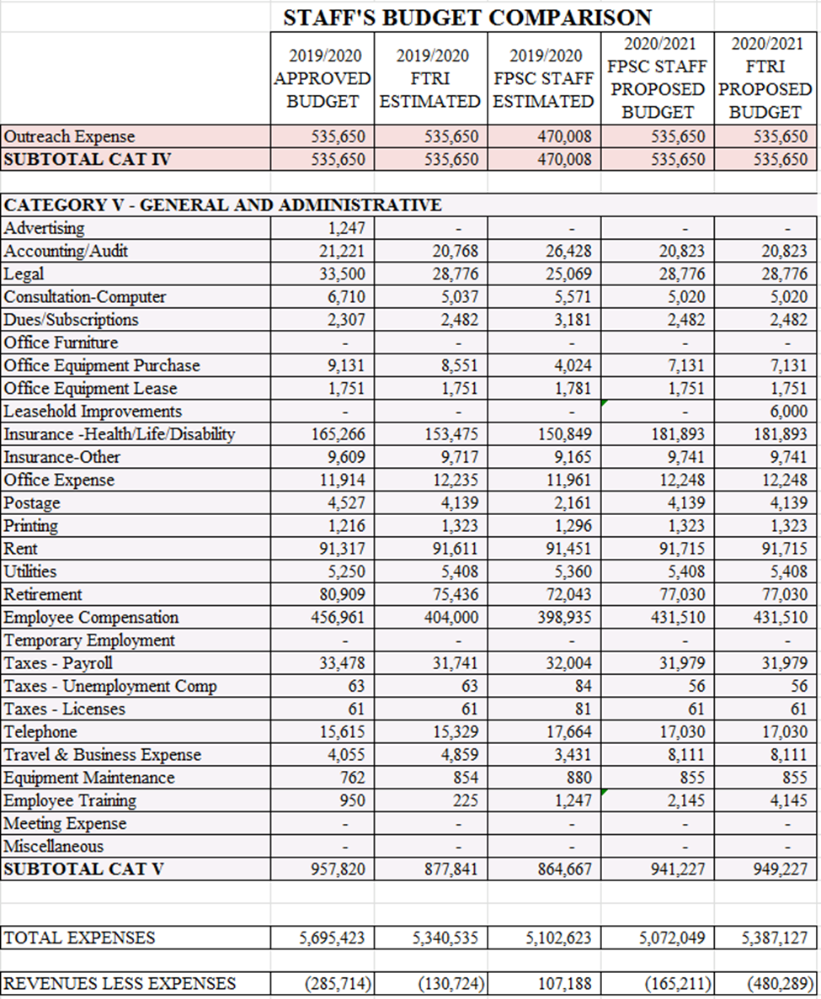 STAFF'S BUDGET COMPARISON
2019/2020 APPROVED BUDGET 2019/2020 FTRI ESTIMATED 2019/2020 FPSC STAFF ESTIMATED 2020/2021 FPSC STAFF PROPOSED BUDGET 2020/2021 FTRI PROPOSED BUDGET
Outreach Expense 535,650 535,650 470,008 535,650 535,650
SUBTOTAL CAT IV 535,650 535,650 470,008 535,650 535,650
CATEGORY V - GENERAL AND ADMINISTRATIVE
Advertising 1,247 - - - -
Accounting/Audit 21,221 20,768 26,428 20,823 20,823
Legal 33,500 28,776 25,069 28,776 28,776
Consultation-Computer 6,710 5,037 5,571 5,020 5,020
Dues/Subscriptions 2,307 2,482 3,181 2,482 2,482
Office Furniture - - - - -
Office Equipment Purchase 9,131 8,551 4,024 7,131 7,131
Office Equipment Lease 1,751 1,751 1,781 1,751 1,751
Leasehold Improvements - - - - 6,000
Insurance -Health/Life/Disability 165,266 153,475 150,849 181,893 181,893
Insurance-Other 9,609 9,717 9,165 9,741 9,741
Office Expense 11,914 12,235 11,961 12,248 12,248
Postage 4,527 4,139 2,161 4,139 4,139
Printing 1,216 1,323 1,296 1,323 1,323
Rent 91,317 91,611 91,451 91,715 91,715
Utilities 5,250 5,408 5,360 5,408 5,408
Retirement 80,909 75,436 72,043 77,030 77,030
Employee Compensation 456,961 404,000 398,935 431,510 431,510
Temporary Employment - - - - -
Taxes - Payroll 33,478 31,741 32,004 31,979 31,979
Taxes - Unemployment Comp 63 63 84 56 56
Taxes - Licenses 61 61 81 61 61
Telephone 15,615 15,329 17,664 17,030 17,030
Travel & Business Expense 4,055 4,859 3,431 8,111 8,111
Equipment Maintenance 762 854 880 855 855
Employee Training 950 225 1,247 2,145 4,145
Meeting Expense - - - - -
Miscellaneous - - - - -
SUBTOTAL CAT V 957,820 877,841 864,667 941,227 949,227
TOTAL EXPENSES 5,695,423 5,340,535 5,102,623 5,072,049 5,387,127
REVENUES LESS EXPENSES (285,714) (130,724) 107,188 (165,211) (480,289)